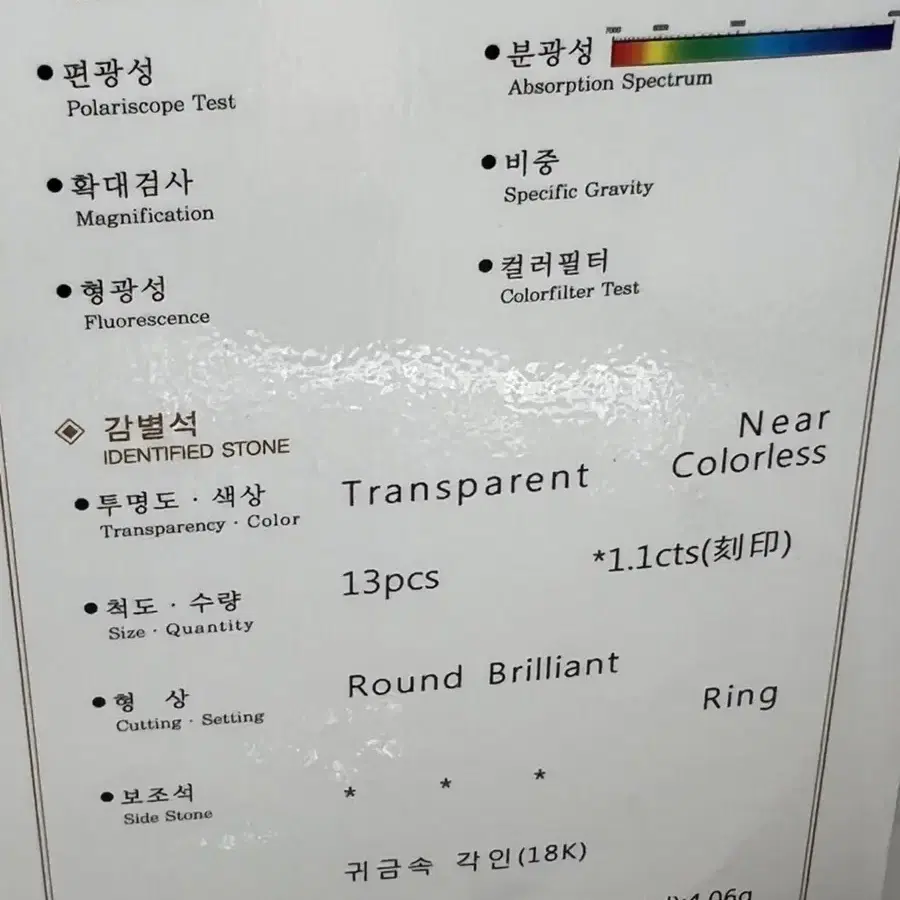 ● 편광성
Polariscope Test
● 분광성
Absorption Spectrum
● 확대검사
Magnification
● 비중
Specific Gravity
● 형광성
Fluorescence
● 컬러필터
Colorfilter Test
◈ 감별석
IDENTIFIED STONE
● 투명도 · 색상
Transparency · Color
Transparent
Near
Colorless
● 척도 · 수량
Size · Quantity
13pcs
*1.1cts(刻印)
● 형 상
Cutting · Setting
Round Brilliant
Ring
● 보조석
Side Stone
* * *
귀금속 각인(18K)
4.06g